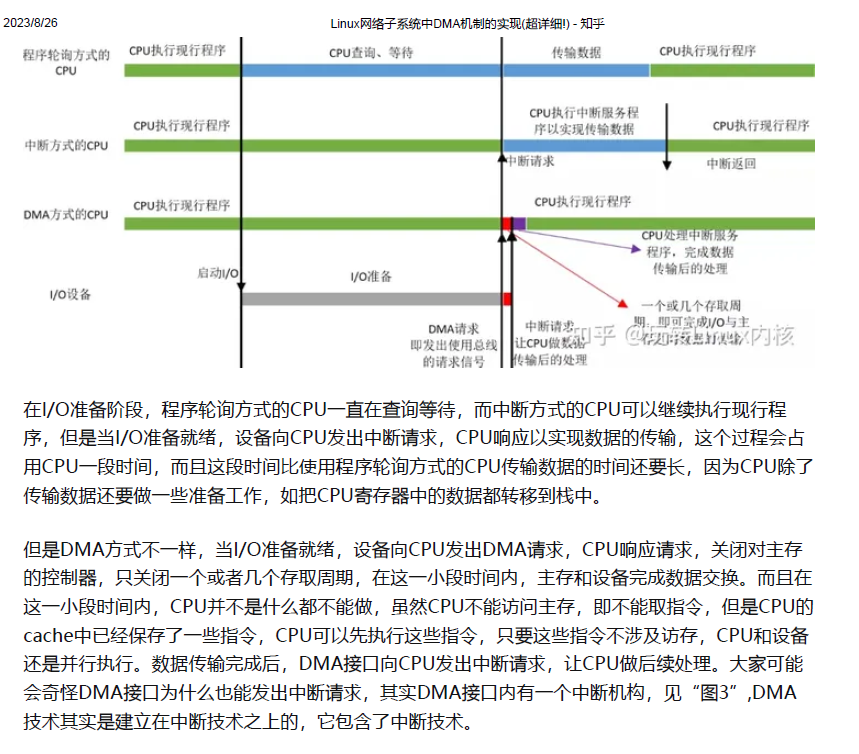 2023/8/26
Linux网络子系统中DMA机制的实现(超详细!) - 知乎
程序轮询方式的
CPU
CPU执行现行程序
CPU查询、等待
传输数据
CPU执行现行程序
中断方式的CPU
CPU执行现行程序
CPU执行中断服务程
序以实现传输数据
CPU执行现行程序
中断请求
中断返回
DMA方式的CPU
CPU执行现行程序
CPU执行现行程序
CPU处理中断服务
程序，完成数据
传输后的处理
I/O设备
启动I/O
I/O准备
一个或几个存取周
期，即可完成I/O与主
DMA请求
即发出使用总线
的请求信号
中断请求，
让CPU做数据
传输后的处理
知乎
内核
在I/O准备阶段，程序轮询方式的CPU一直在查询等待，而中断方式的CPU可以继续执行现行程
序，但是当I/O准备就绪，设备向CPU发出中断请求，CPU响应以实现数据的传输，这个过程会占
用CPU一段时间，而且这段时间比使用程序轮询方式的CPU传输数据的时间还要长，因为CPU除了
传输数据还要做一些准备工作，如把CPU寄存器中的数据都转移到栈中。
但是DMA方式不一样，当I/O准备就绪，设备向CPU发出DMA请求，CPU响应请求，关闭对主存
的控制器，只关闭一个或者几个存取周期，在这一小段时间内，主存和设备完成数据交换。而且在
这一小段时间内，CPU并不是什么都不能做，虽然CPU不能访问主存，即不能取指令，但是CPU的
cache中已经保存了一些指令，CPU可以先执行这些指令，只要这些指令不涉及访存，CPU和设备
还是并行执行。数据传输完成后，DMA接口向CPU发出中断请求，让CPU做后续处理。大家可能
会奇怪DMA接口为什么也能发出中断请求，其实DMA接口内有一个中断机构，见“图3”,DMA
技术其实是建立在中断技术之上的，它包含了中断技术。